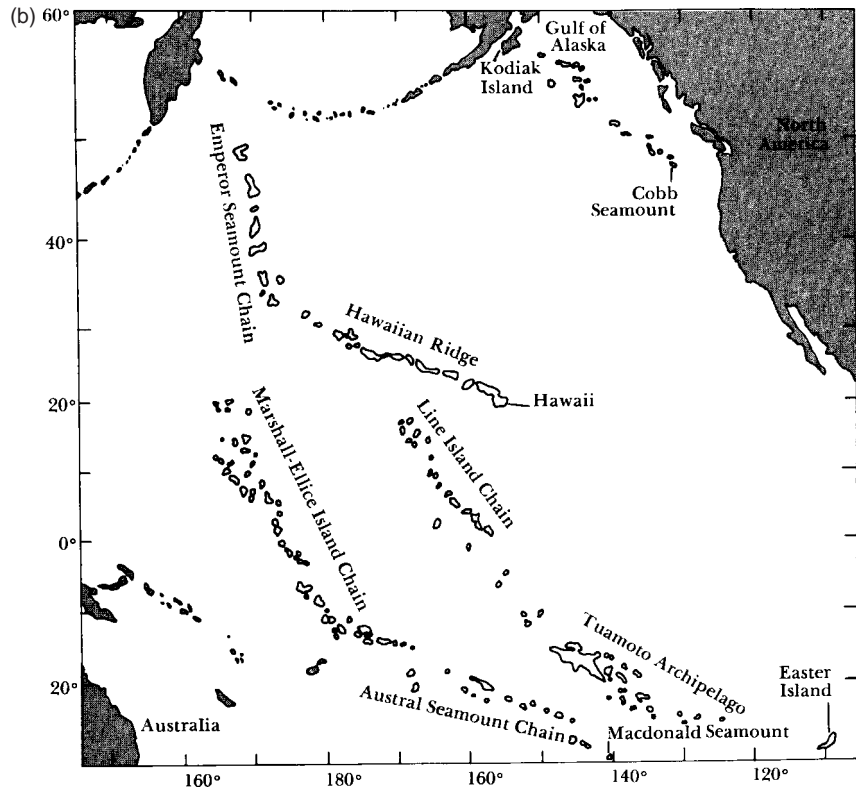 (b)
60°
Gulf of
Alaska
Kodiak
Island
North
America
Emperor Seamount Chain
Cobb
Seamount
40°
Hawaiian Ridge
Hawaii
20°
Marshall-Ellice Island Chain
Line Island Chain
0°
Tuamoto Archipelago
Easter
Island
20°
Austral Seamount Chain
Macdonald Seamount
Australia
160°
180°
160°
140°
120°